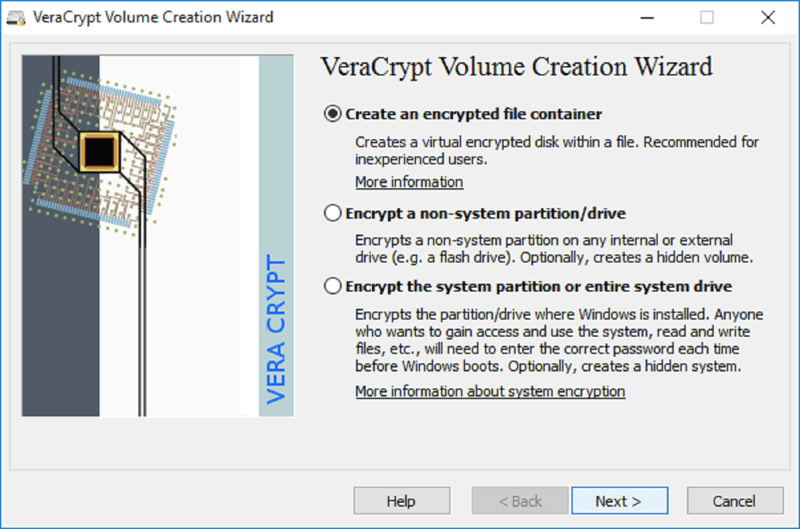 VeraCrypt Volume Creation Wizard
VeraCrypt Volume Creation Wizard
Create an encrypted file container
Creates a virtual encrypted disk within a file. Recommended for
inexperienced users.
More information
Encrypt a non-system partition/drive
Encrypts a non-system partition on any internal or external
drive (e.g. a flash drive). Optionally, creates a hidden volume.
Encrypt the system partition or entire system drive
Encrypts the partition/drive where Windows is installed. Anyone
who wants to gain access and use the system, read and write
files, etc., will need to enter the correct password each time
before Windows boots. Optionally, creates a hidden system.
More information about system encryption
VERA CRYPT
Help
< Back
Next >
Cancel